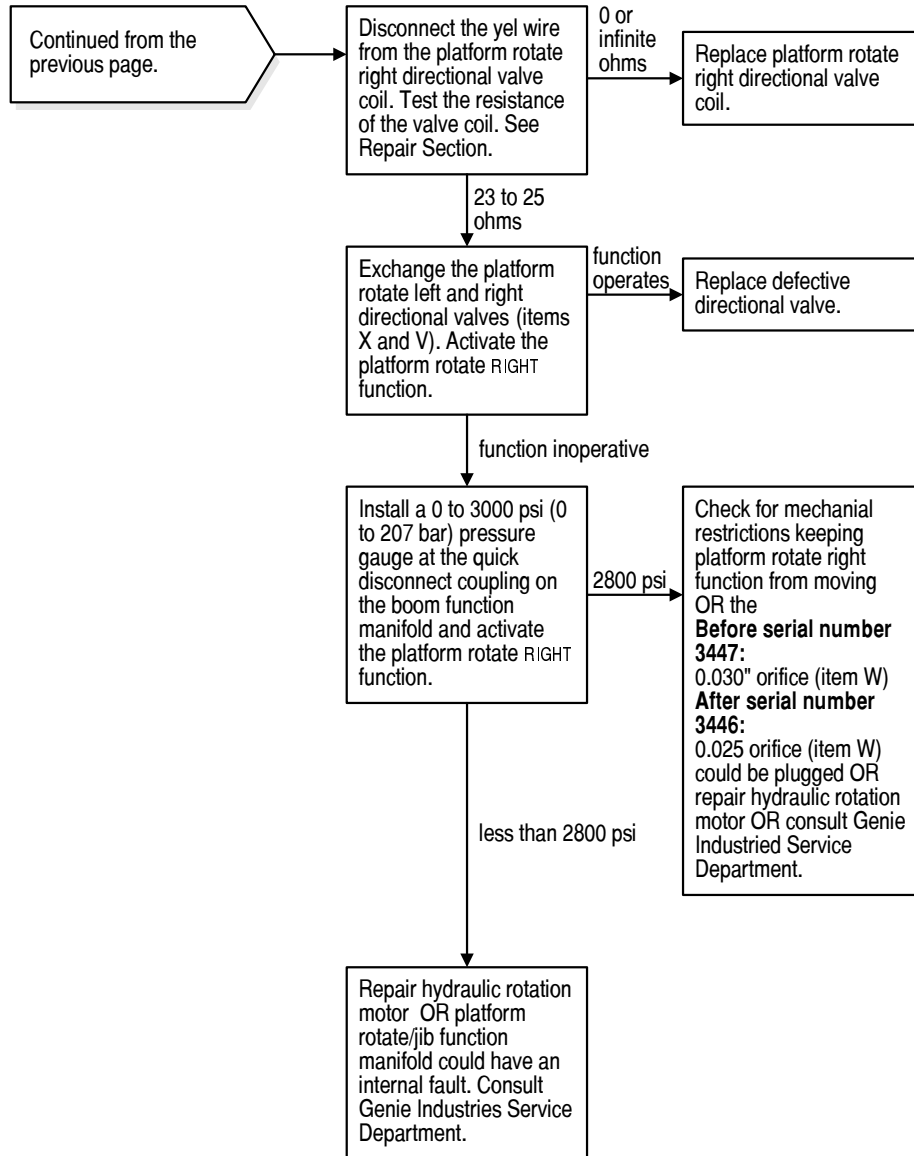 Continued from the
previous page.
Disconnect the yel wire
from the platform rotate
right directional valve
coil. Test the resistance
of the valve coil. See
Repair Section.
0 or
infinite
ohms
Replace platform rotate
right directional valve
coil.
23 to 25
ohms
Exchange the platform
rotate left and right
directional valves (items
X and V). Activate the
platform rotate RIGHT
function.
function
operates
Replace defective
directional valve.
function inoperative
Install a 0 to 3000 psi (0
to 207 bar) pressure
gauge at the quick
disconnect coupling on
the boom function
manifold and activate
the platform rotate RIGHT
function.
2800 psi
Check for mechanial
restrictions keeping
platform rotate right
function from moving
OR the
Before serial number
3447:
0.030" orifice (item W)
After serial number
3446:
0.025 orifice (item W)
could be plugged OR
repair hydraulic rotation
motor OR consult Genie
Industried Service
Department.
less than 2800 psi
Repair hydraulic rotation
motor OR platform
rotate/jib function
manifold could have an
internal fault. Consult
Genie Industries Service
Department.